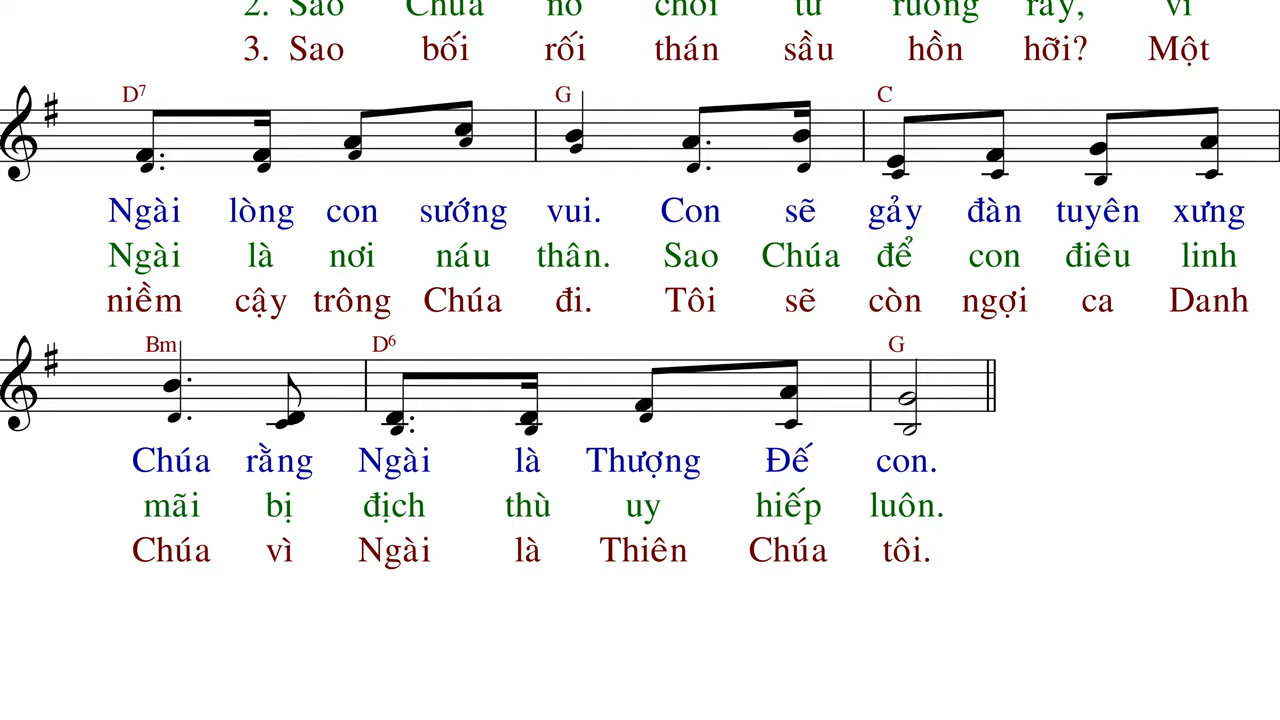 2. Sao Chúa nỡ chối từ ruồng rẫy, vì
3. Sao bối rối thán sầu hồn hỡi? Một
D7 G C
Ngài lòng con sướng vui. Con sẽ gảy đàn tuyên xưng
Ngài là nơi náu thân. Sao Chúa để con điêu linh
niềm cậy trông Chúa đi. Tôi sẽ còn ngợi ca Danh
Bm D6 G
Chúa rằng Ngài là Thượng Đế con.
mãi bị địch thù uy hiếp luôn.
Chúa vì Ngài là Thiên Chúa tôi.